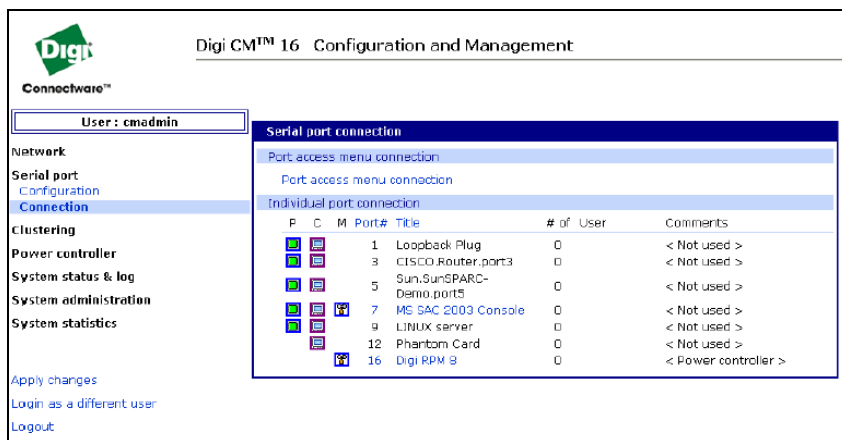 Digi
Connectware™
Digi CM™ 16 Configuration and Management
User : cmadmin
Network
Serial port
Configuration
Connection
Clustering
Power controller
System status & log
System administration
System statistics
Apply changes
Login as a different user
Logout
Serial port connection
Port access menu connection
Port access menu connection
Individual port connection
P C M Port# Title # of User Comments
1 Loopback Plug 0 < Not used >
3 CISCO.Router.port3 0 < Not used >
5 Sun.SunSPARC-Demo.port5 0 < Not used >
7 MS SAC 2003 Console 0 < Not used >
9 LINUX server 0 < Not used >
12 Phantom Card 0 < Not used >
16 Digi RPM 8 0 < Power controller >